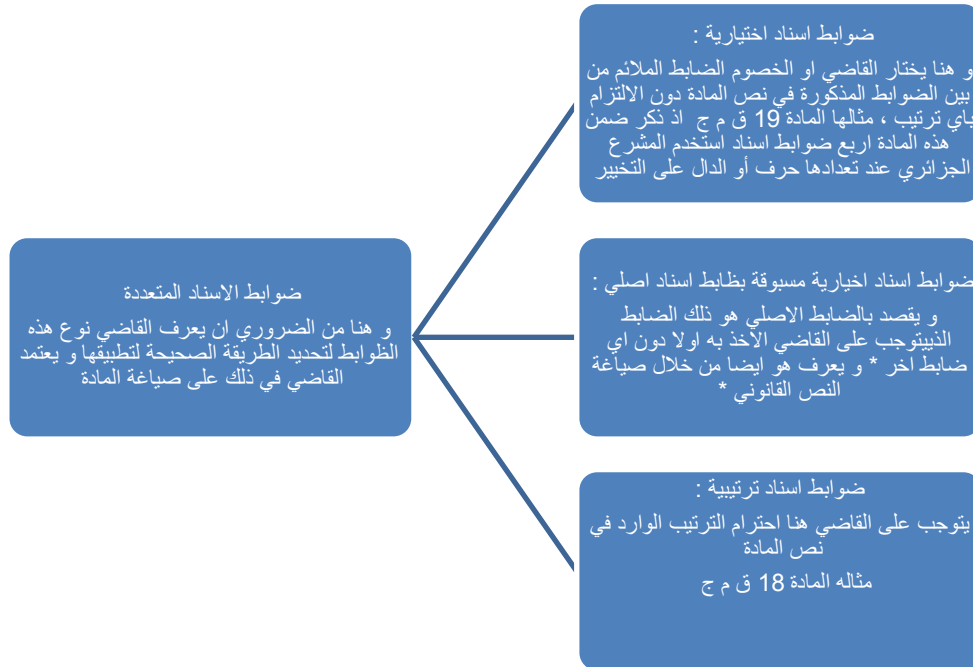 ضوابط الاسناد المتعددة
و هنا من الضروري ان يعرف القاضي نوع هذه
الظوابط لتحديد الطريقة الصحيحة لتطبيقها و يعتمد
القاضي في ذلك على صياغة المادة
ضوابط اسناد اختيارية :
و هنا يختار القاضي او الخصوم الضابط الملائم من
بين الضوابط المذكورة في نص المادة دون الالتزام
باي ترتيب ، مثالها المادة 19 ق م ج اذ ذكر ضمن
هذه المادة اربع ضوابط اسناد استخدم المشرع
الجزائري عند تعدادها حرف أو الدال على التخيير
ضوابط اسناد اخيارية مسبوقة بظابط اسناد اصلي :
و يقصد بالضابط الاصلي هو ذلك الضابط
الذييتوجب على القاضي الاخذ به اولا دون اي
ضابط اخر * و يعرف هو ايضا من خلال صياغة
النص القانوني *
ضوابط اسناد ترتيبية :
يتوجب على القاضي هنا احترام الترتيب الوارد في
نص المادة
مثاله المادة 18 ق م ج